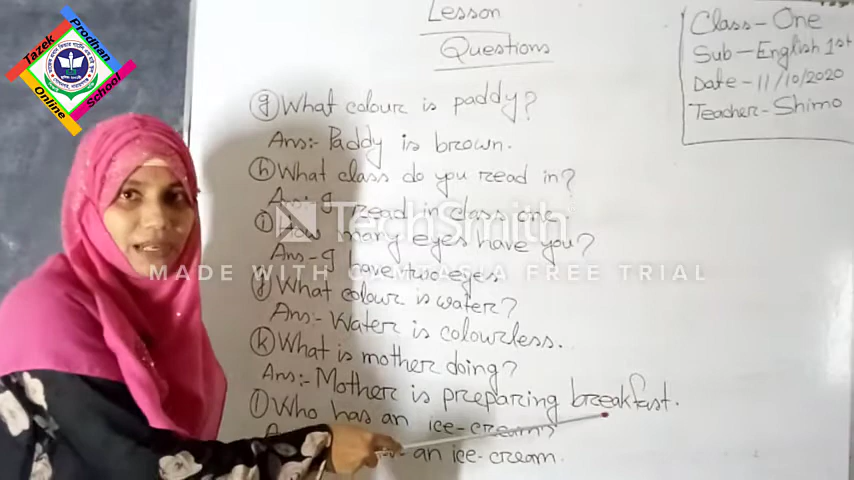 Tazek
Prodhan
Online
School
Lesson
Questions
Class - One
Sub - English 1st
Date - 11/10/2020
Teacher - Shimo
(g) What colour is paddy?
Ans:- Paddy is brown.
(h) What class do you read in?
Ans:- I read in class one.
(i) How many eyes have you?
Ans - I have two eyes.
(j) What colour is water?
Ans:- Water is colourless.
(k) What is mother doing?
Ans:- Mother is preparing breakfast.
(l) Who has an ice-cream?
an ice-cream.
TechSmith
MADE WITH CAMTASIA FREE TRIAL